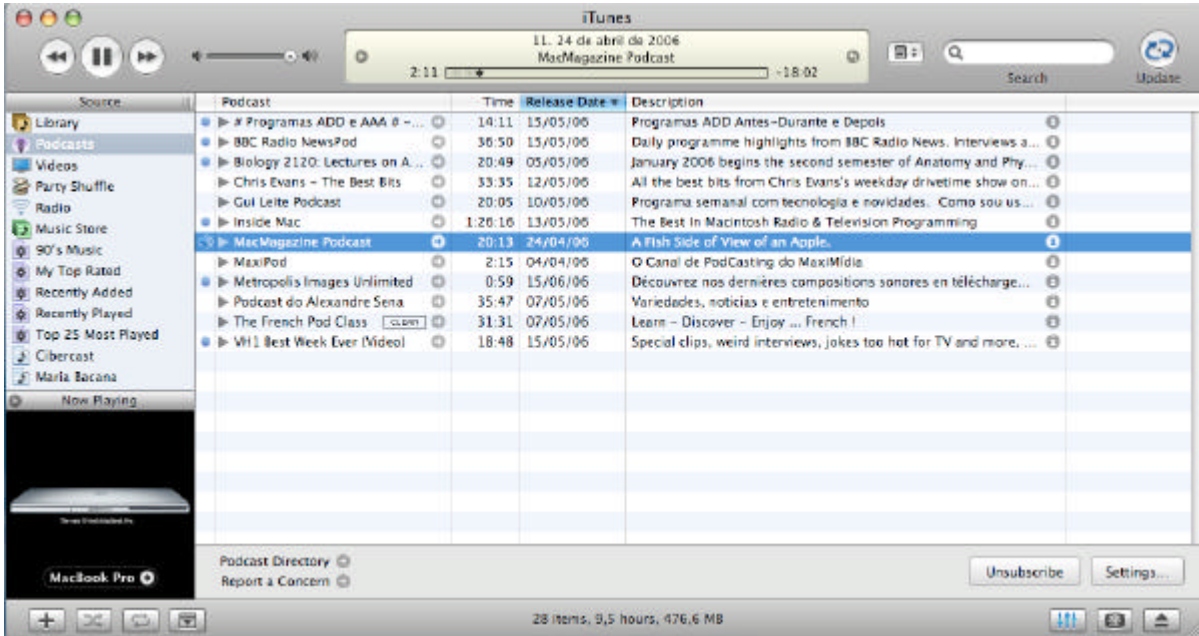 iTunes
11. 24 de abril de 2006
MacMagazine Podcast
2:11 -18:02
Search
Update
Source
Library
Podcasts
Videos
Party Shuffle
Radio
Music Store
90's Music
My Top Rated
Recently Added
Recently Played
Top 25 Most Played
Cibercast
Maria Bacana
Now Playing
MacBook Pro
Podcast Time Release Date Description
# Programas ADD e AAA # -... 14:11 15/05/06 Programas ADD Antes-Durante e Depois
BBC Radio NewsPod 36:50 15/05/06 Daily programme highlights from BBC Radio News. Interviews a...
Biology 2120: Lectures on A... 20:49 05/05/06 January 2006 begins the second semester of Anatomy and Phy...
Chris Evans - The Best Bits 33:35 12/05/06 All the best bits from Chris Evans's weekday drivetime show on...
Gui Leite Podcast 20:05 10/05/06 Programa semanal com tecnologia e novidades. Como sou us...
Inside Mac 1:26:16 13/05/06 The Best In Macintosh Radio & Television Programming
MacMagazine Podcast 20:13 24/04/06 A Fish Side of View of an Apple.
MaxiPod 2:15 04/04/06 O Canal de PodCasting do MaxiMídia
Metropolis Images Unlimited 0:59 15/06/06 Découvrez nos dernières compositions sonores en télécharge...
Podcast do Alexandre Sena 35:47 07/05/06 Variedades, noticias e entretenimento
The French Pod Class CLEAN 31:31 07/05/06 Learn - Discover - Enjoy ... French !
VH1 Best Week Ever (Video) 18:48 15/05/06 Special clips, weird interviews, jokes too hot for TV and more, ...
Podcast Directory
Report a Concern
Unsubscribe
Settings...
28 items, 9,5 hours, 476,6 MB